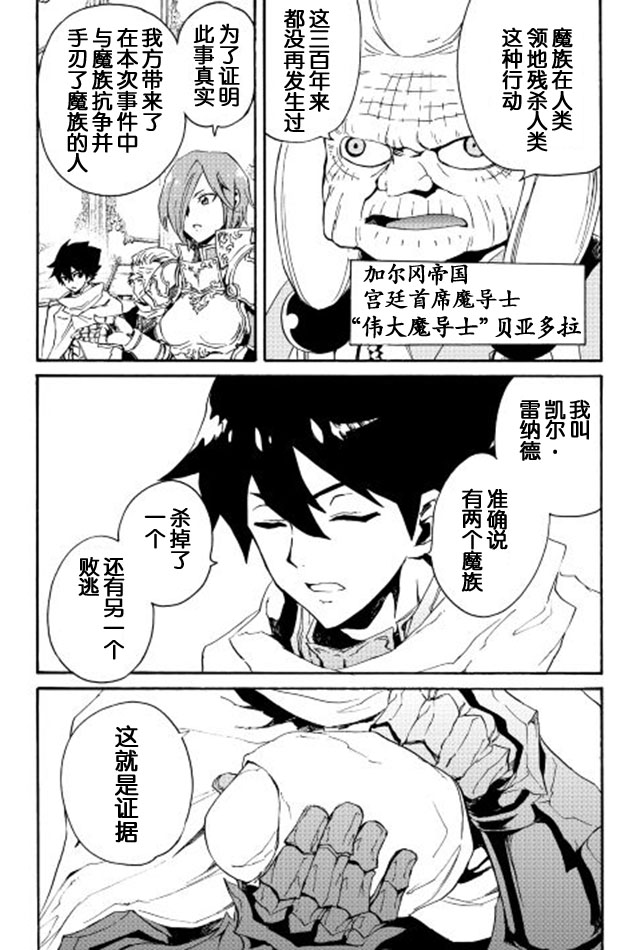 魔族在人类
领地残杀人类
这种行动
这三百年来
都没再发生过
加尔冈帝国
宫廷首席魔导士
“伟大魔导士”贝亚多拉
为了证明
此事真实
我方带来了
在本次事件中
与魔族抗争并
手刃了魔族的人
我叫
凯尔·
雷纳德
准确说
有两个魔族
杀掉了
一个
还有另一个
败逃
这就是证据